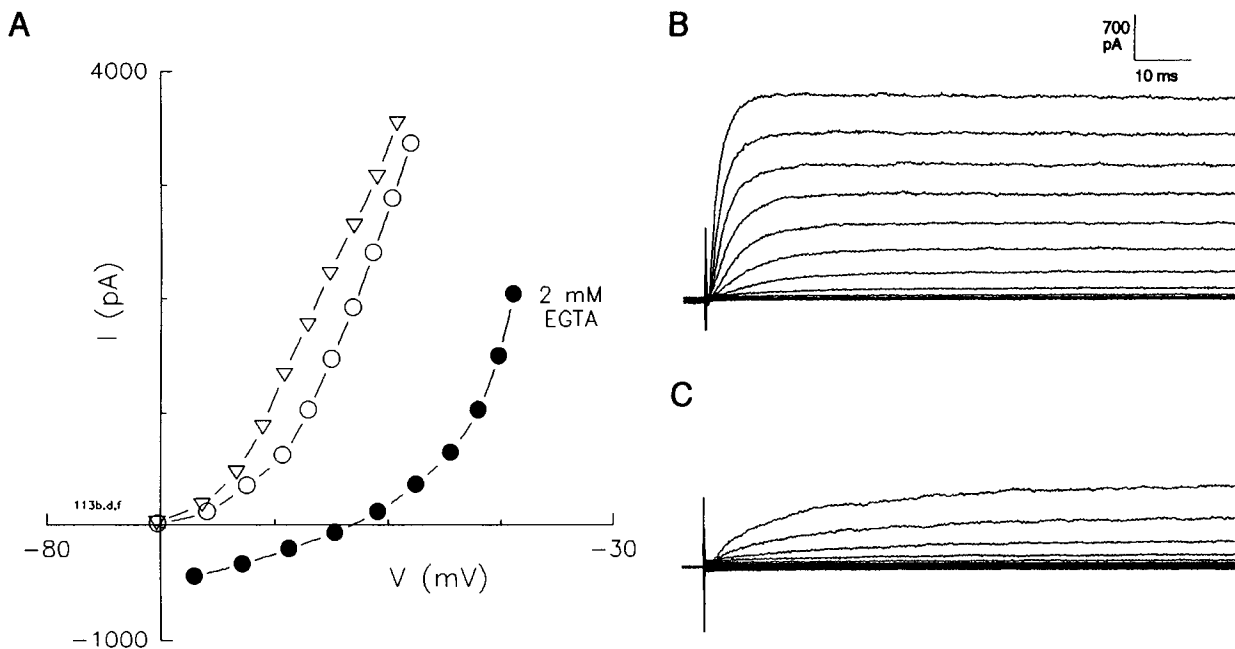 A
4000
I (pA)
2 mM
EGTA
113b,d,f
-80
-30
V (mV)
-1000
B
700
pA
10 ms
C